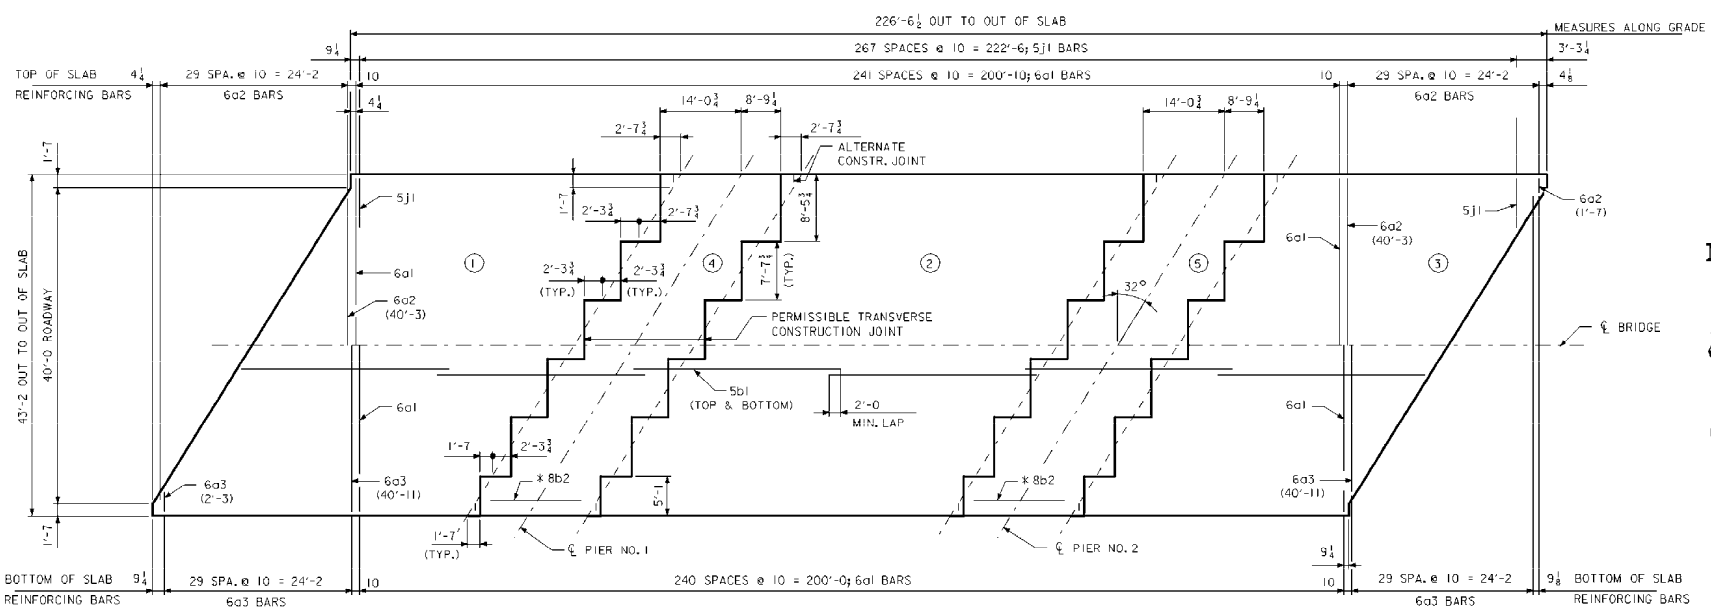 226'-6½ OUT TO OUT OF SLAB
MEASURES ALONG GRADE
9¼
267 SPACES @ 10 = 222'-6; 5j1 BARS
3'-3¼
TOP OF SLAB
REINFORCING BARS
4¼
29 SPA. @ 10 = 24'-2
6a2 BARS
10
241 SPACES @ 10 = 200'-10; 6a1 BARS
10
29 SPA. @ 10 = 24'-2
6a2 BARS
4⅛
4¼
14'-0¾
8'-9¼
14'-0¾
8'-9¼
2'-7¾
2'-7¾
ALTERNATE
CONSTR. JOINT
1'-7
1'-7
8'-5¾
5j1
2'-3¾
2'-7¾
5j1
6a2
(1'-7)
6a1
6a2
(40'-3)
43'-2 OUT TO OUT OF SLAB
40'-0 ROADWAY
1
4
2
5
3
6a1
2'-3¾
(TYP.)
2'-3¾
(TYP.)
7'-7¾
(TYP.)
32°
6a2
(40'-3)
PERMISSIBLE TRANSVERSE
CONSTRUCTION JOINT
℄ BRIDGE
5b1
(TOP & BOTTOM)
2'-0
MIN. LAP
6a1
6a1
1'-7
2'-3¾
* 8b2
5'-1
* 8b2
6a3
(2'-3)
6a3
(40'-11)
6a3
(40'-11)
1'-7
1'-7
(TYP.)
℄ PIER NO. 1
℄ PIER NO. 2
9¼
BOTTOM OF SLAB
REINFORCING BARS
9¼
29 SPA. @ 10 = 24'-2
6a3 BARS
10
240 SPACES @ 10 = 200'-0; 6a1 BARS
10
29 SPA. @ 10 = 24'-2
6a3 BARS
9⅛
BOTTOM OF SLAB
REINFORCING BARS